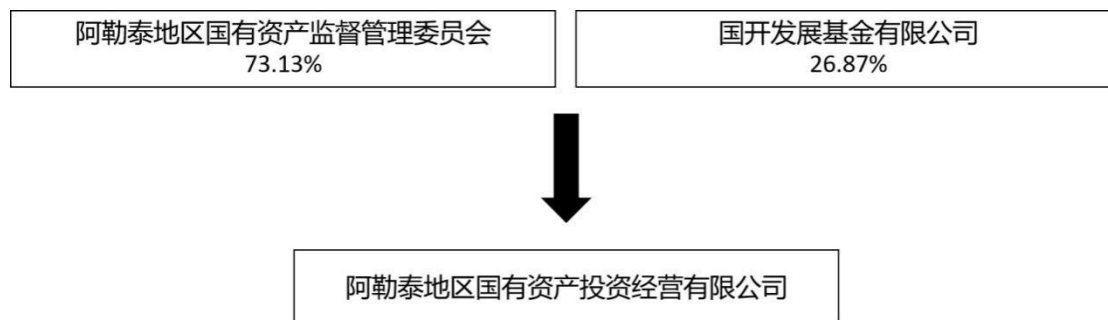 阿勒泰地区国有资产监督管理委员会
73.13%
国开发展基金有限公司
26.87%
阿勒泰地区国有资产投资经营有限公司